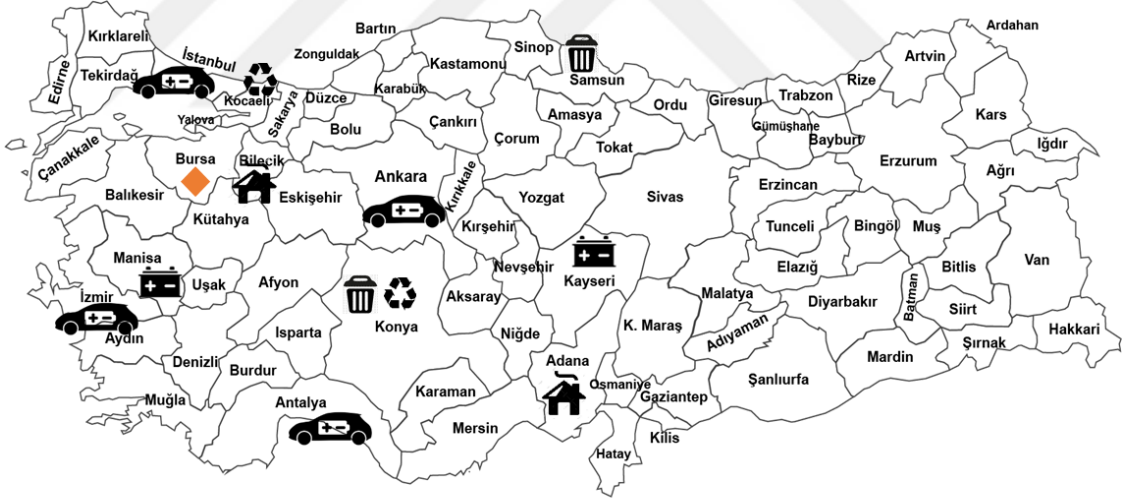 Ardahan
Bartın
Kırklareli
Sinop
Zonguldak
Artvin
İstanbul
Kastamonu
Tekirdağ
Samsun
Rize
Edirne
Karabük
Trabzon
Kocaeli
Düzce
Giresun
Ordu
Sakarya
Amasya
Kars
Yalova
Çankırı
Gümüşhane
Bolu
Çorum
Bayburt
Iğdır
Tokat
Çanakkale
Bursa
Bilecik
Erzurum
Ağrı
Ankara
Kırıkkale
Erzincan
Balıkesir
Eskişehir
Yozgat
Sivas
Kütahya
Kırşehir
Tunceli
Bingöl
Muş
Manisa
Nevşehir
Elazığ
Bitlis
Van
Uşak
Afyon
Kayseri
İzmir
Aksaray
Malatya
Diyarbakır
Batman
Siirt
Konya
K. Maraş
Aydın
Isparta
Niğde
Adıyaman
Hakkari
Şırnak
Denizli
Adana
Mardin
Burdur
Osmaniye
Şanlıurfa
Karaman
Gaziantep
Muğla
Antalya
Mersin
Kilis
Hatay